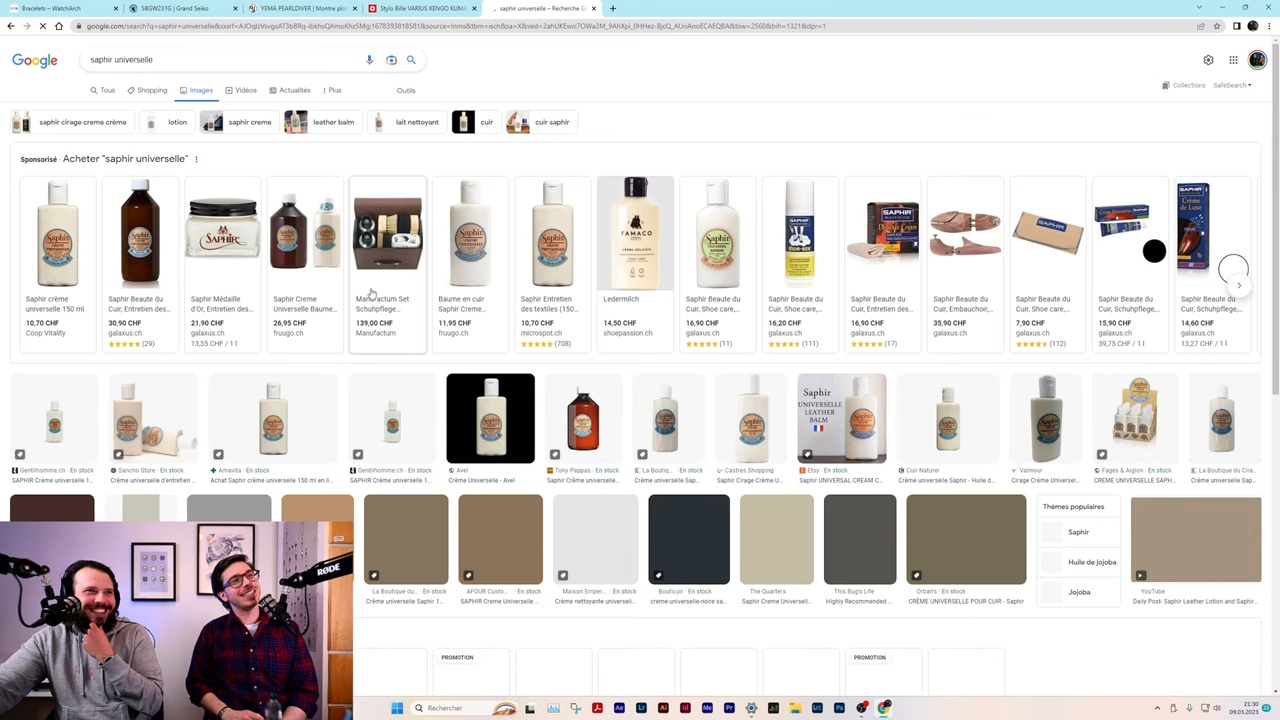 Bracelets – WatchArch
SBGW231G | Grand Seiko
YEMA PEARLDIVER | Montre plon
Stylo Bille VARIUS KENGO KUMA
saphir universelle – Recherche G
Google
saphir universelle
Tous
Shopping
Images
Vidéos
Actualités
Plus
Outils
Collections
SafeSearch
saphir cirage creme crème
lotion
saphir creme
leather balm
lait nettoyant
cuir
cuir saphir
Sponsorisé · Acheter "saphir universelle"
Saphir crème
universelle 150 ml
10,70 CHF
Coop Vitality
Saphir Beaute du
Cuir, Entretien des...
30,90 CHF
galaxus.ch
(29)
Saphir Médaille
d'Or, Entretien des...
21,90 CHF
galaxus.ch
13,35 CHF / 1 l
Saphir Creme
Universelle Baume...
26,95 CHF
fruugo.ch
Manufactum Set
Schuhpflege...
139,00 CHF
Manufactum
Baume en cuir
Saphir Creme...
11,95 CHF
fruugo.ch
Saphir Entretien
des textiles (150...
10,70 CHF
microspot.ch
(708)
FAMACO
Ledermilch
14,50 CHF
shoepassion.ch
Saphir Beaute du
Cuir, Shoe care,...
16,90 CHF
galaxus.ch
(11)
Saphir Beaute du
Cuir, Shoe care,...
16,20 CHF
galaxus.ch
(111)
Saphir Beaute du
Cuir, Entretien des...
16,90 CHF
galaxus.ch
(17)
Saphir Beaute du
Cuir, Embauchoir,...
35,90 CHF
galaxus.ch
Saphir Beaute du
Cuir, Shoe care,...
7,90 CHF
galaxus.ch
(112)
Saphir Beaute du
Cuir, Schuhpfleg...
15,90 CHF
galaxus.ch
39,75 CHF / 1 l
Saphir Beaute du
Cuir, Schuhpfleg...
14,60 CHF
galaxus.ch
13,27 CHF / 1 l
Saphir
UNIVERSELLE
LEATHER
BALM
Gentilhomme.ch · En stock
SAPHIR Crème universelle 1...
Sancho Store · En stock
Crème universelle d'entretien ...
Amavita · En stock
Achat Saphir crème universelle 150 ml en li...
Gentilhomme.ch · En stock
SAPHIR Crème universelle 1...
Avel
Crème Universelle - Avel
Tony Pappas · En stock
Saphir Crème universelle...
La Boutiq... · En stock
Crème universelle Sap...
Castres Shopping
Saphir Cirage Crème U...
Etsy · En stock
Saphir UNIVERSAL CREAM C...
Cuir Naturel
Crème universelle Saphir - Huile d...
Valmour
Cirage Crème Universel...
Fages & Aiglon · En stock
CREME UNIVERSELLE SAPH...
La Boutique du Cira...
Crème universelle Sap...
Thèmes populaires
Saphir
Huile de jojoba
Jojoba
La Boutique du... · En stock
Crème universelle Saphir 1...
AFOUR Custo... · En stock
SAPHIR Creme Universelle ...
Maison Emper... · En stock
Crème nettoyante universell...
Bouticuir · En stock
creme-universelle-noire sa...
The Quarters
Saphir Creme Universell...
This Bug's Life
Highly Recommended ...
Orban's · En stock
CRÈME UNIVERSELLE POUR CUIR - Saphir
YouTube
Daily Post- Saphir Leather Lotion and Saphir...
PROMOTION
PROMOTION
RØDE
Rechercher
21:30
09.03.2023